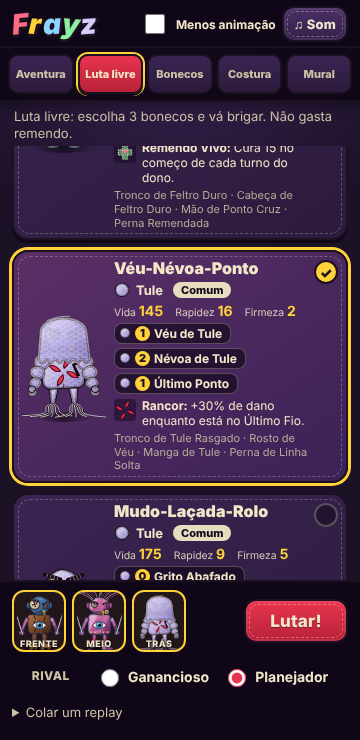 Frayz
Menos animação
♫ Som
Aventura
Luta livre
Bonecos
Costura
Mural
Luta livre: escolha 3 bonecos e vá brigar. Não gasta
remendo.
Remendo Vivo: Cura 15 no
começo de cada turno do
dono.
Tronco de Feltro Duro · Cabeça de
Feltro Duro · Mão de Ponto Cruz ·
Perna Remendada
Véu-Névoa-Ponto
Tule Comum
Vida 145 Rapidez 16 Firmeza 2
1 Véu de Tule
2 Névoa de Tule
1 Último Ponto
Rancor: +30% de dano
enquanto está no Último Fio.
Tronco de Tule Rasgado · Rosto de
Véu · Manga de Tule · Perna de Linha
Solta
Mudo-Laçada-Rolo
Tule Comum
Vida 175 Rapidez 9 Firmeza 5
0 Grito Abafado
FRENTE
MEIO
TRÁS
Lutar!
RIVAL
Ganancioso
Planejador
Colar um replay